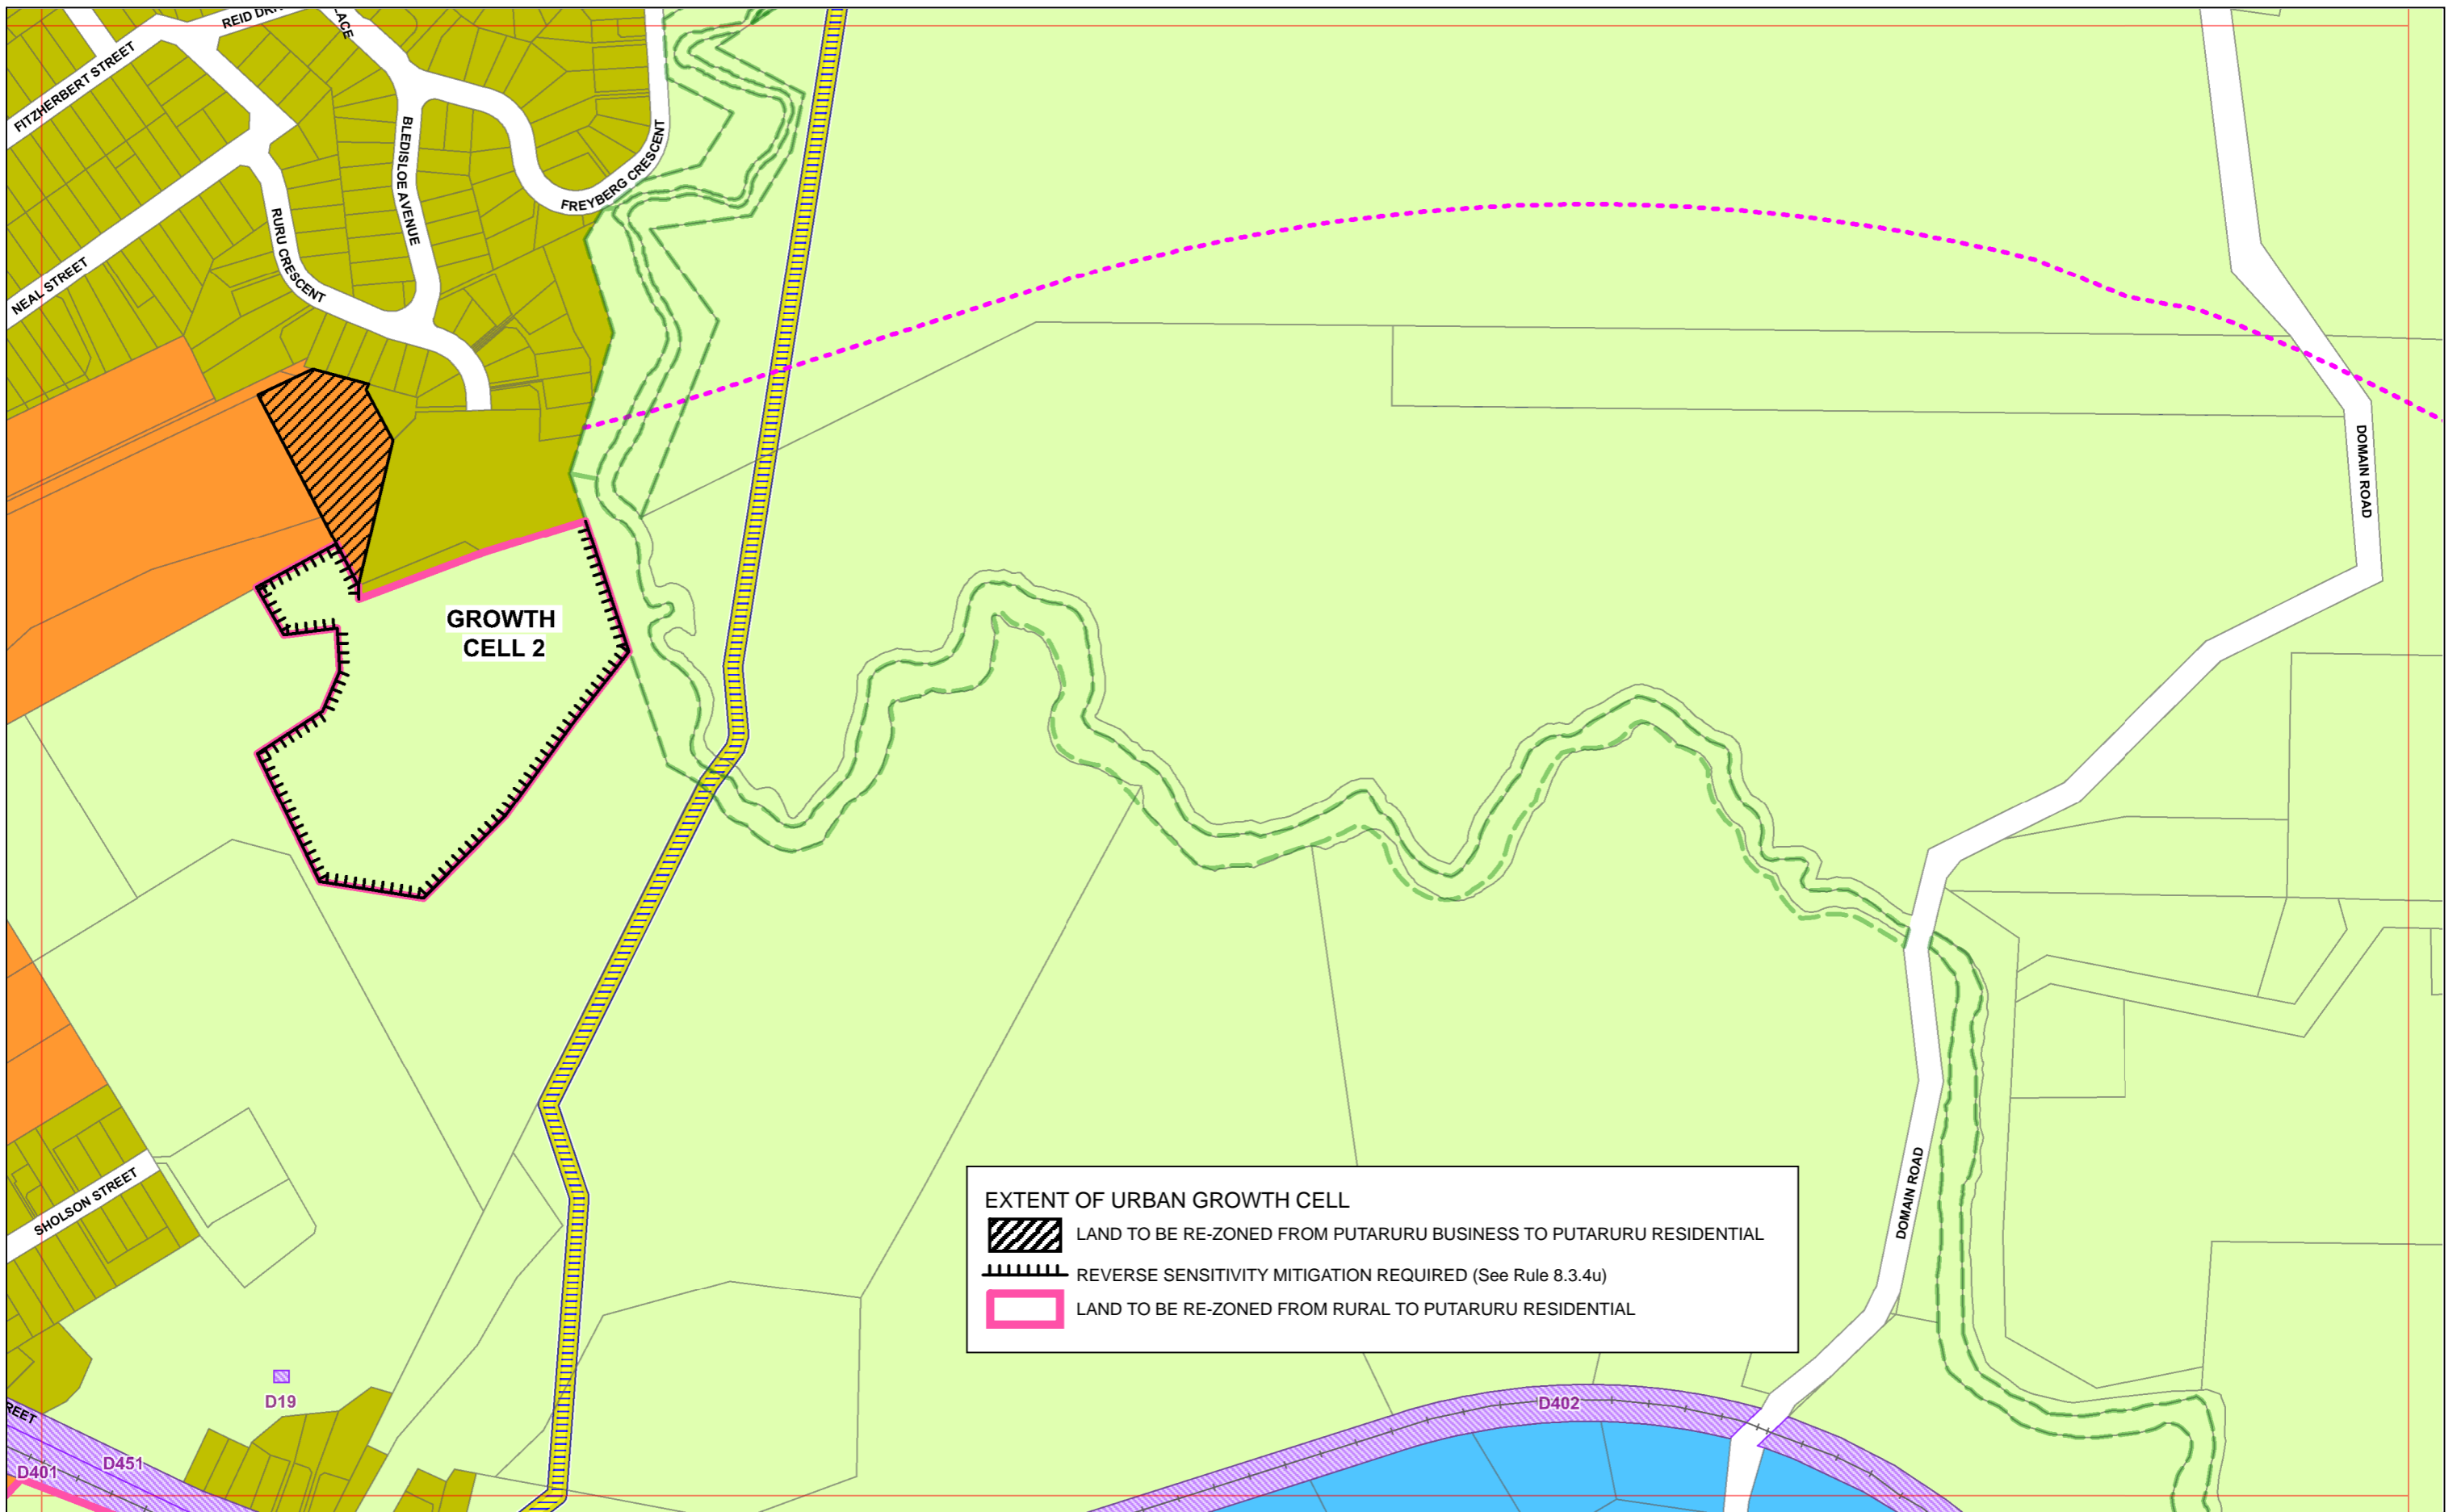 REID
FITZHERBERT STREET
BLEDISLOE AVENUE
FREYBERG CRESCENT
RURU CRESCENT
NEAL STREET
DOMAIN ROAD
GROWTH
CELL 2
SHOLSON STREET
DOMAIN ROAD
EXTENT OF URBAN GROWTH CELL
LAND TO BE RE-ZONED FROM PUTARURU BUSINESS TO PUTARURU RESIDENTIAL
REVERSE SENSITIVITY MITIGATION REQUIRED (See Rule 8.3.4u)
LAND TO BE RE-ZONED FROM RURAL TO PUTARURU RESIDENTIAL
D19
D402
D451
D401